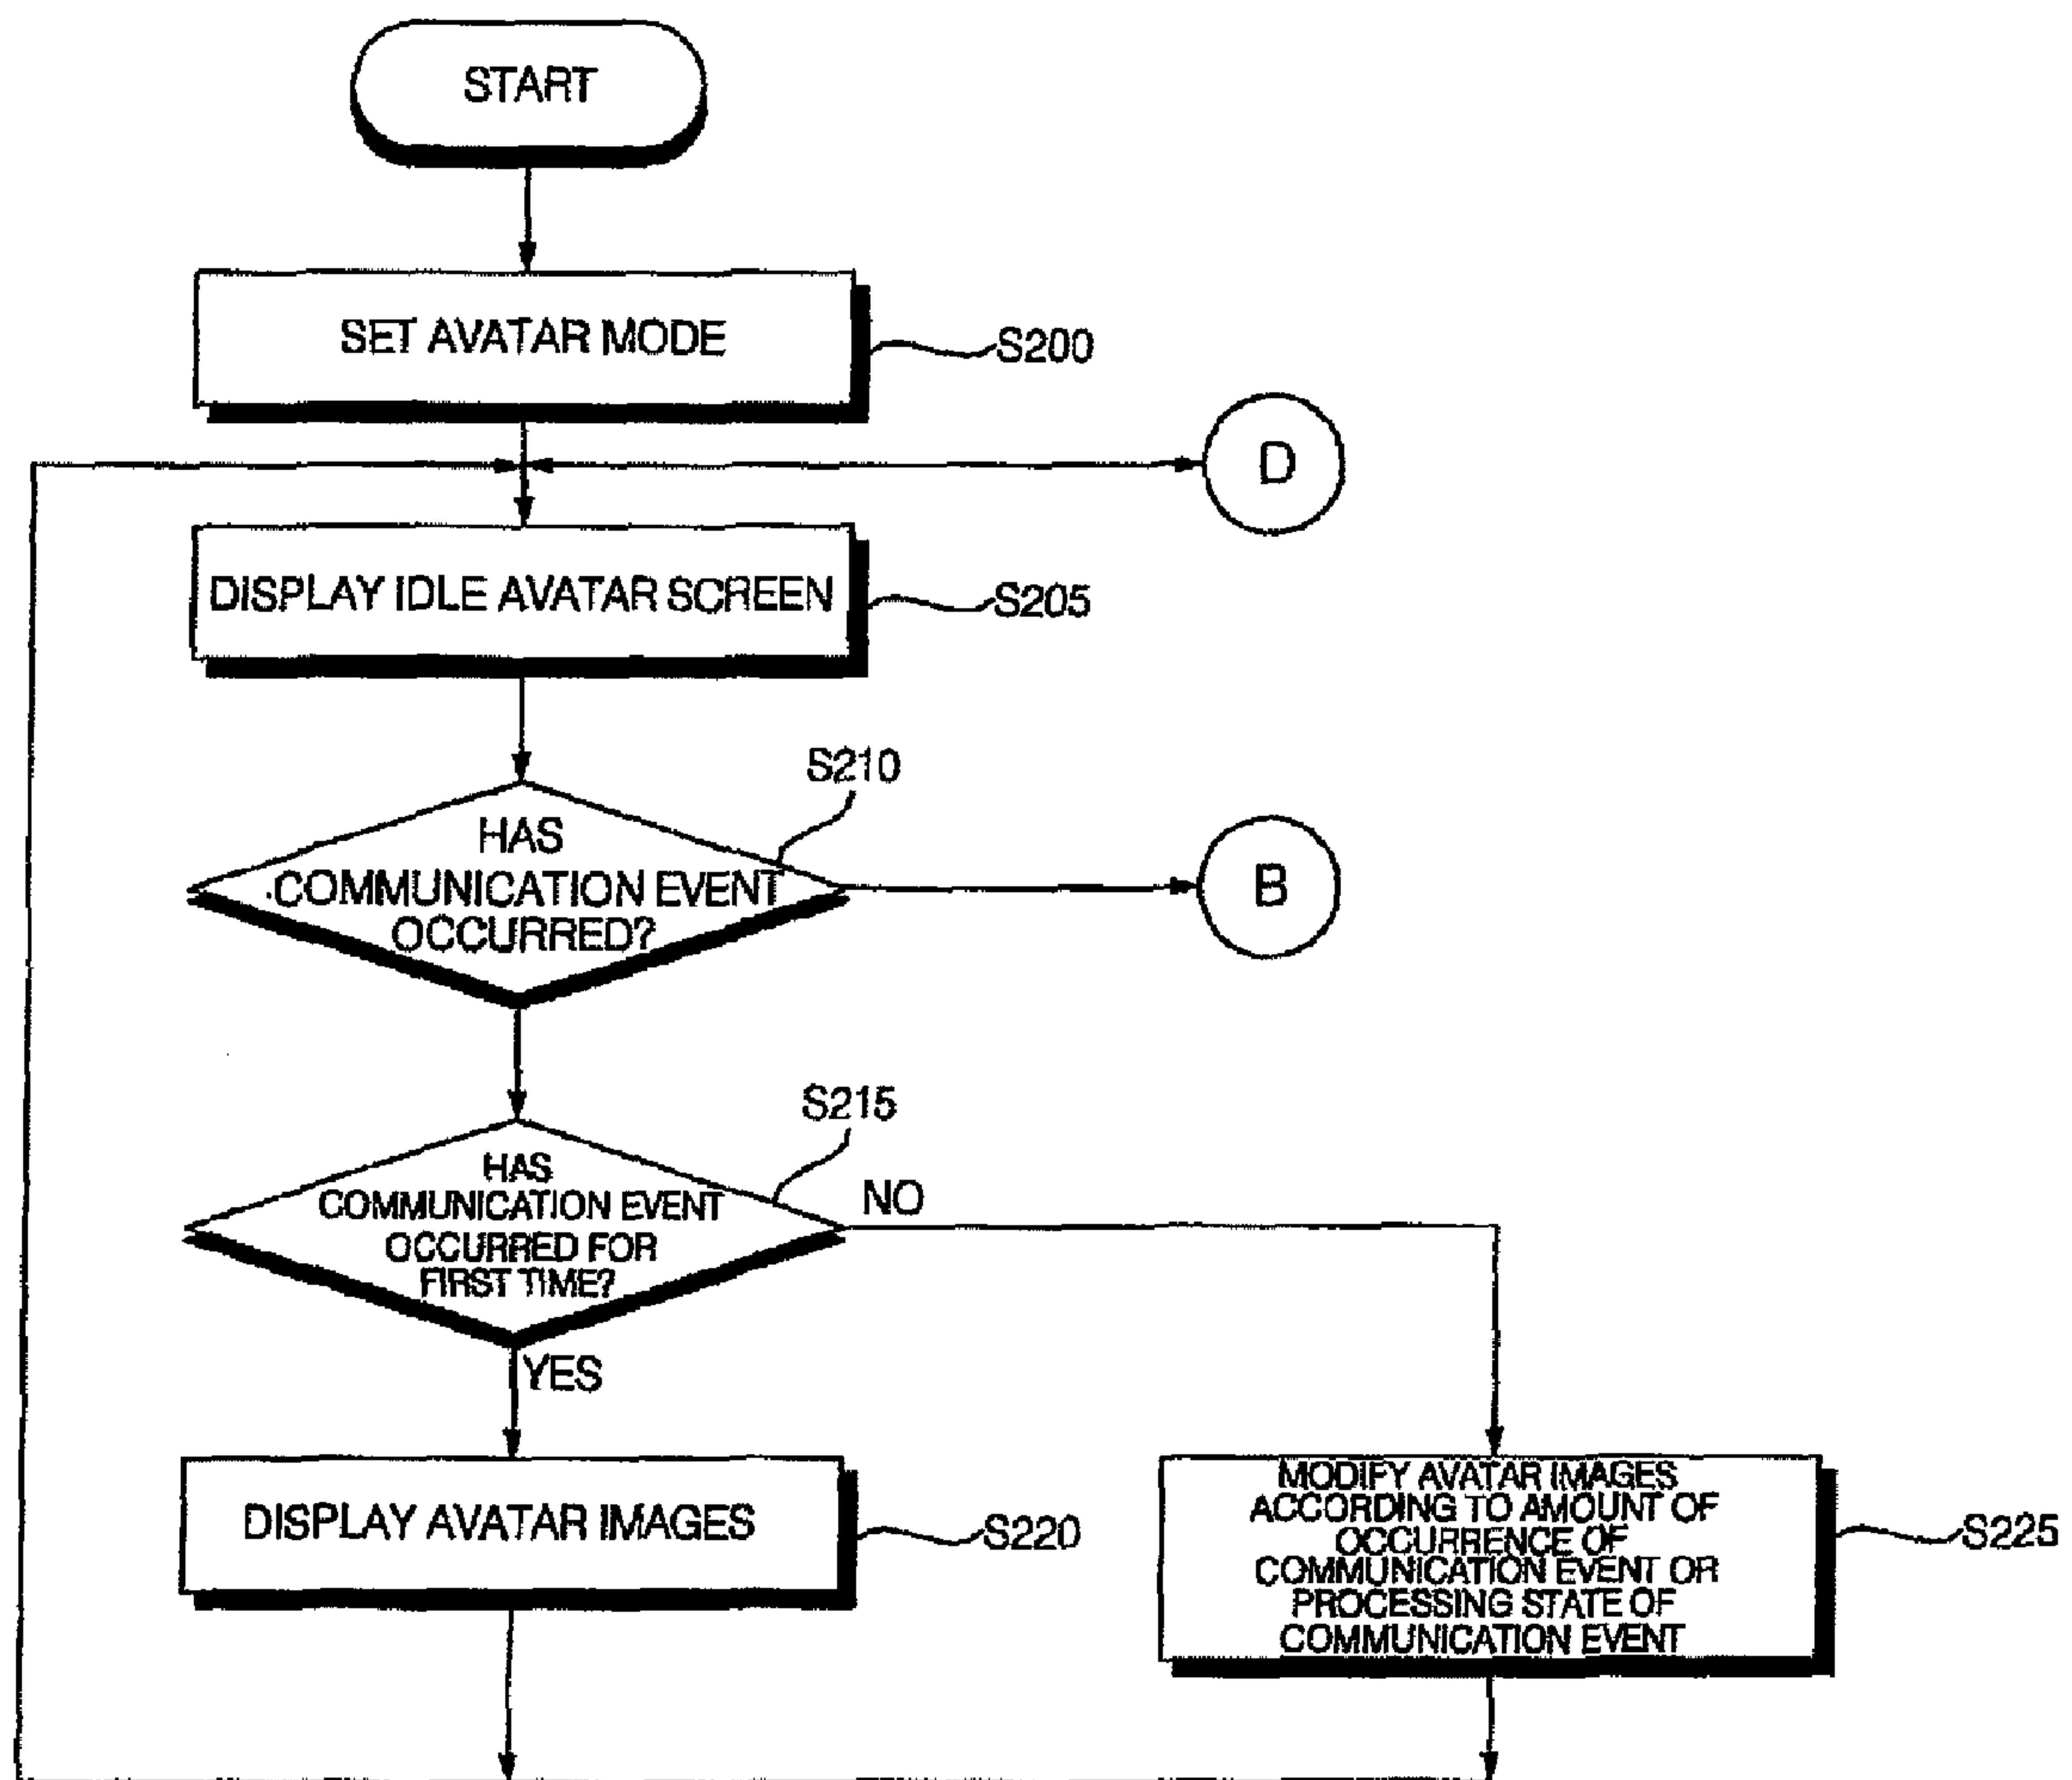 START
SET AVATAR MODE
S200
D
DISPLAY IDLE AVATAR SCREEN
S205
S210
HAS
COMMUNICATION EVENT
OCCURRED?
B
S215
HAS
COMMUNICATION EVENT
OCCURRED FOR
FIRST TIME?
NO
YES
DISPLAY AVATAR IMAGES
S220
MODIFY AVATAR IMAGES
ACCORDING TO AMOUNT OF
OCCURRENCE OF
COMMUNICATION EVENT OR
PROCESSING STATE OF
COMMUNICATION EVENT
S225